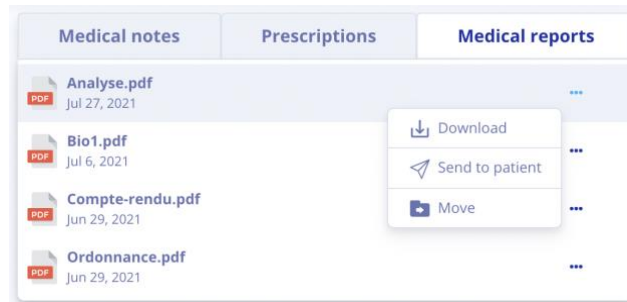 Medical notes
Prescriptions
Medical reports
Analyse.pdf
PDF
Jul 27, 2021
•••
Download
Send to patient
Move
Bio1.pdf
PDF
Jul 6, 2021
•••
Compte-rendu.pdf
PDF
Jun 29, 2021
•••
Ordonnance.pdf
PDF
Jun 29, 2021
•••